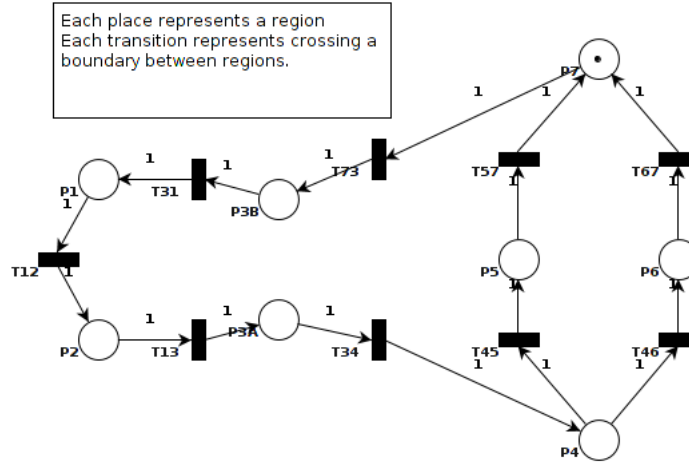 Each place represents a region
Each transition represents crossing a
boundary between regions.
P7
1
1
1
1
1
1
T73
T57
T67
P1
T31
P3B
1
1
1
T12
1
P5
P6
1
1
1
1
1
P2
T13
P3A
T34
T45
T46
1
1
1
P4